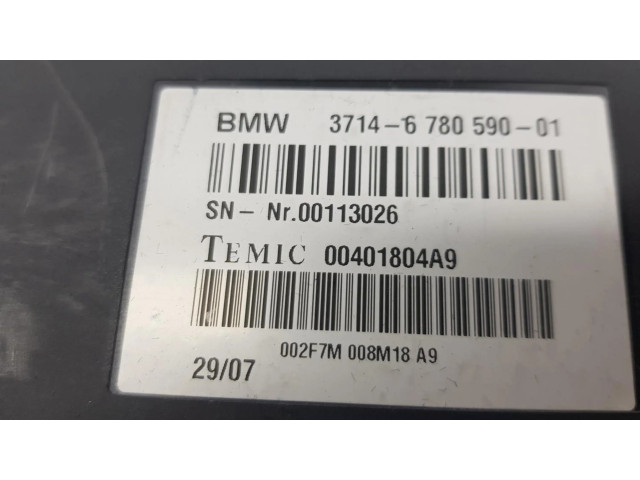 BMW 3714-6 780 590-01
SN- Nr.00113026
TEMIC 00401804A9
002F7M 008M18 A9
29/07